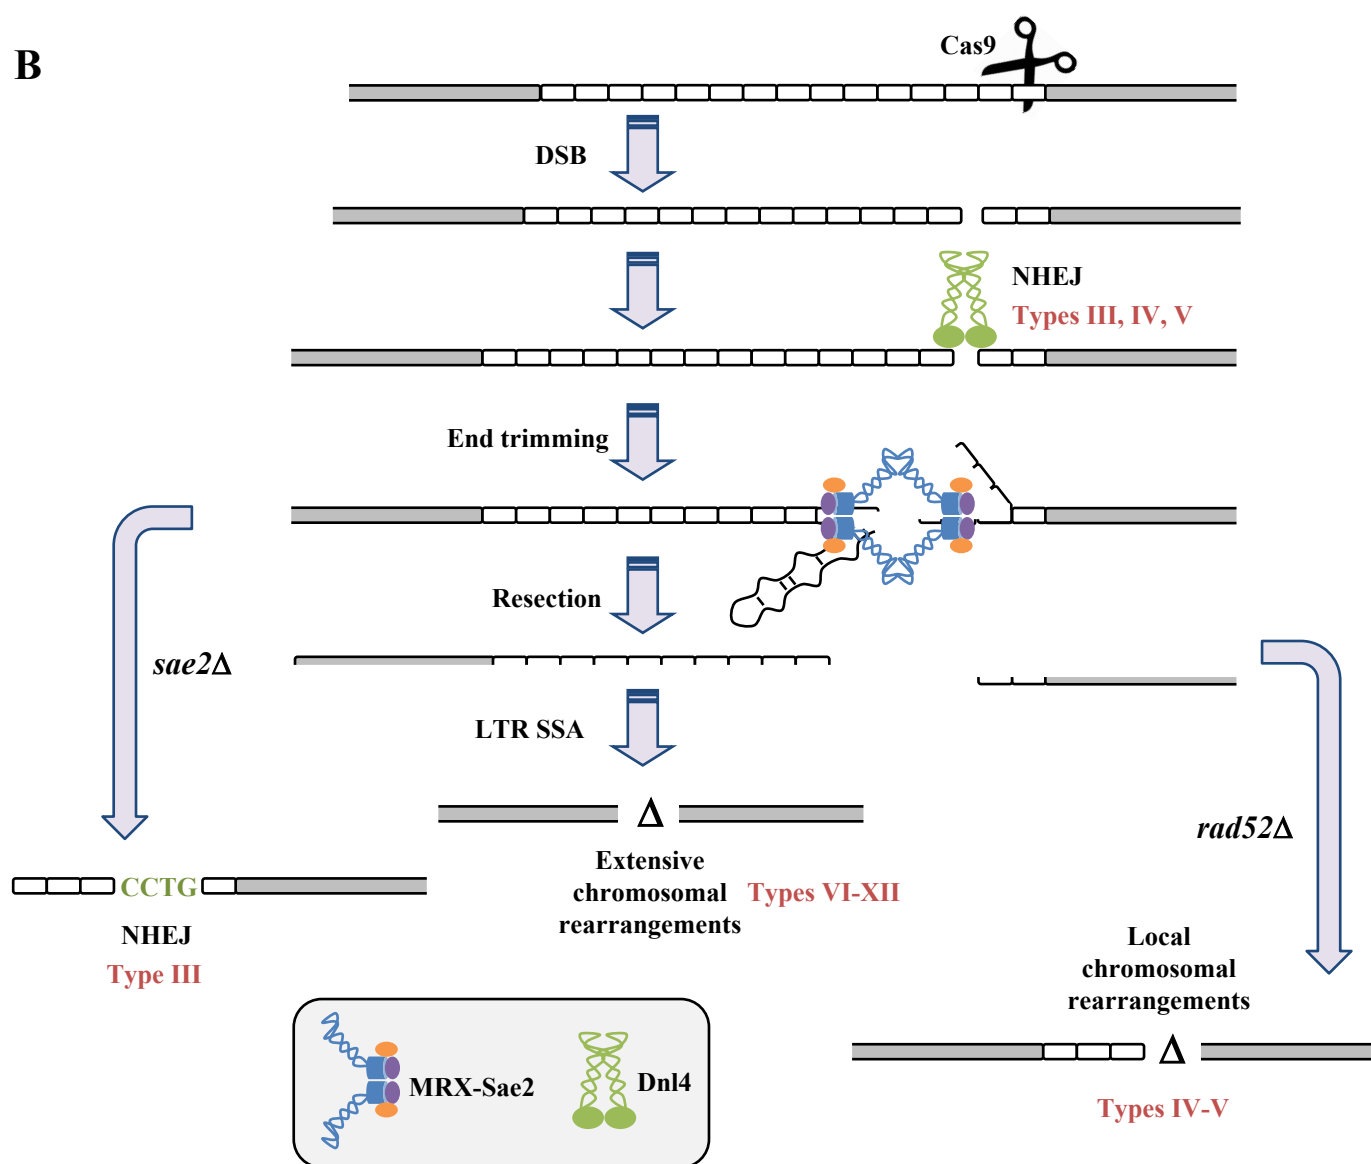 B
Cas9
DSB
NHEJ
Types III, IV, V
End trimming
Resection
sae2Δ
LTR SSA
rad52Δ
Δ
Extensive
chromosomal
rearrangements
Types VI-XII
CCTG
NHEJ
Type III
Local
chromosomal
rearrangements
Δ
Types IV-V
MRX-Sae2
Dnl4